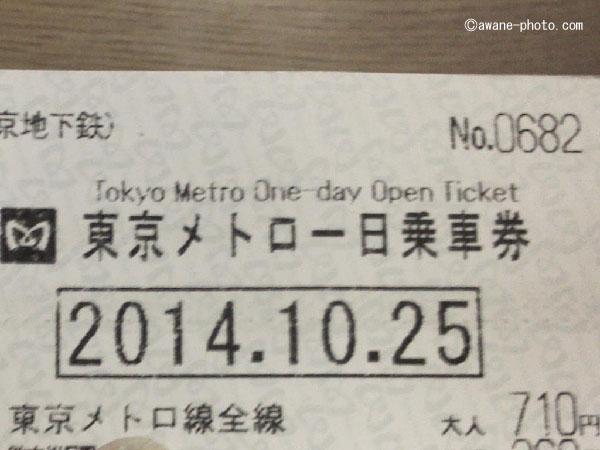 ©awane-photo.com
京地下鉄）
No.0682
Tokyo Metro One-day Open Ticket
東京メトロ一日乗車券
2014.10.25
東京メトロ線全線 大人 710円